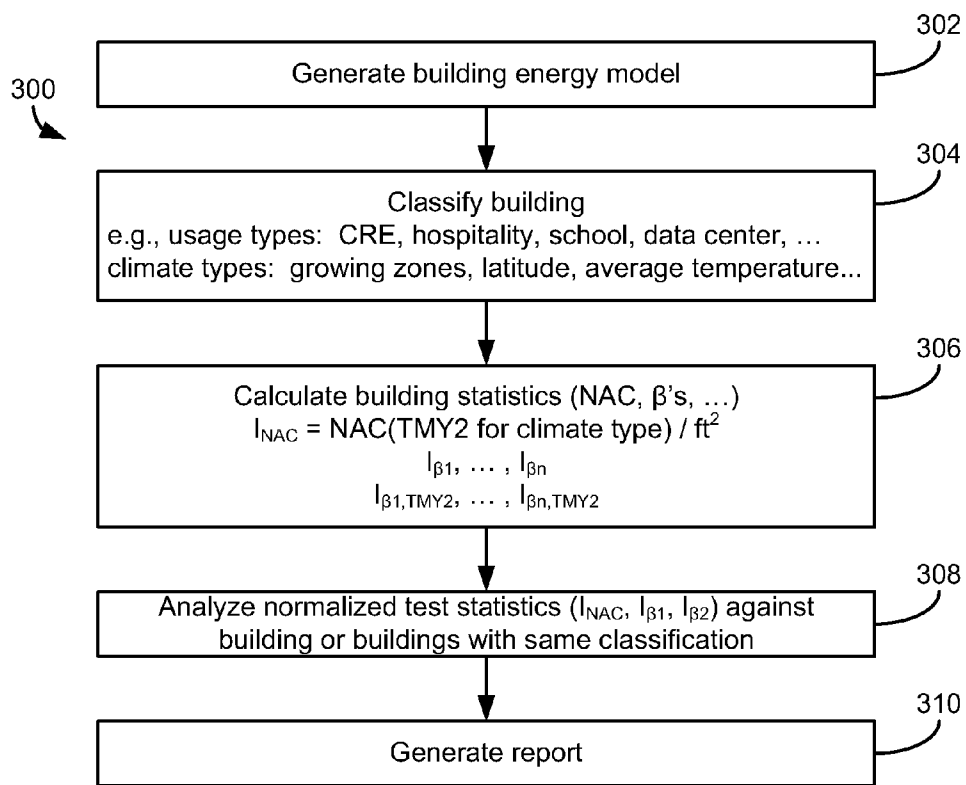 302
Generate building energy model
300
304
Classify building
e.g., usage types: CRE, hospitality, school, data center, ...
climate types: growing zones, latitude, average temperature...
306
Calculate building statistics (NAC, β's, ...)
I_NAC = NAC(TMY2 for climate type) / ft²
I_β1, ... , I_βn
I_β1,TMY2, ... , I_βn,TMY2
308
Analyze normalized test statistics (I_NAC, I_β1, I_β2) against
building or buildings with same classification
310
Generate report